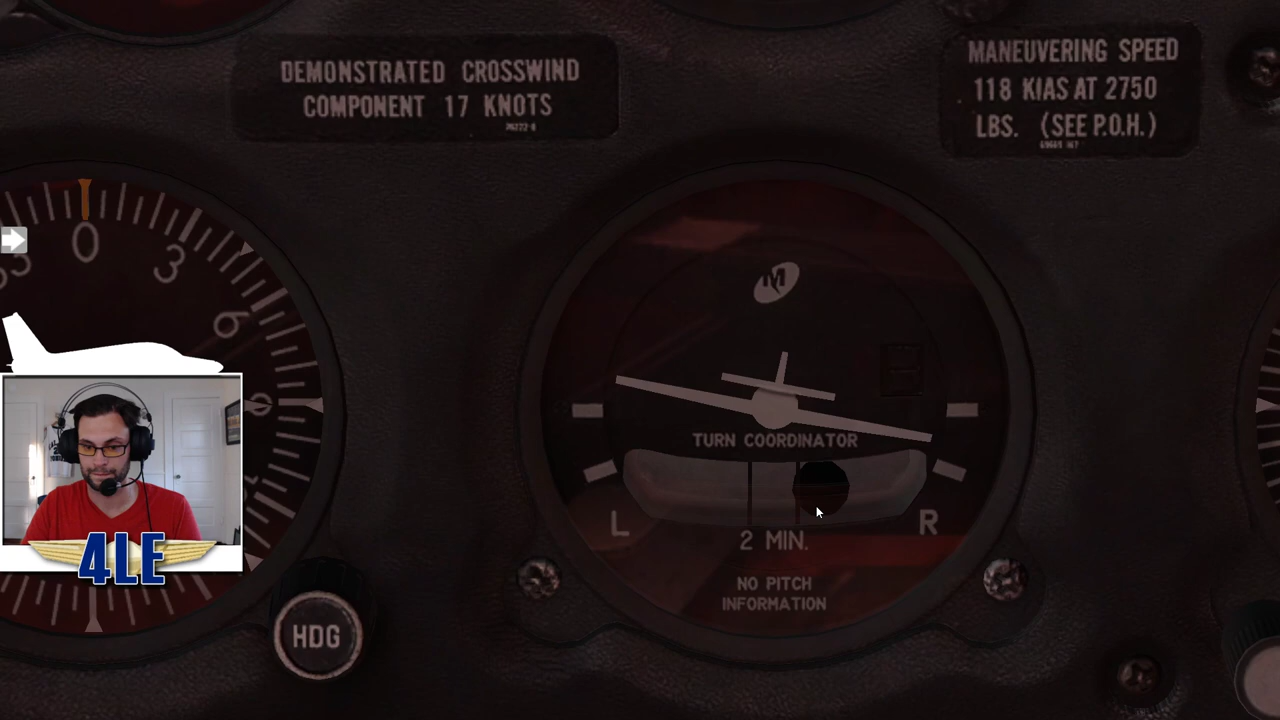 DEMONSTRATED CROSSWIND
COMPONENT 17 KNOTS
MANEUVERING SPEED
118 KIAS AT 2750
LBS. (SEE P.O.H.)
0
3
33
6
M
TURN COORDINATOR
L
R
2 MIN.
NO PITCH
INFORMATION
HDG
4LE